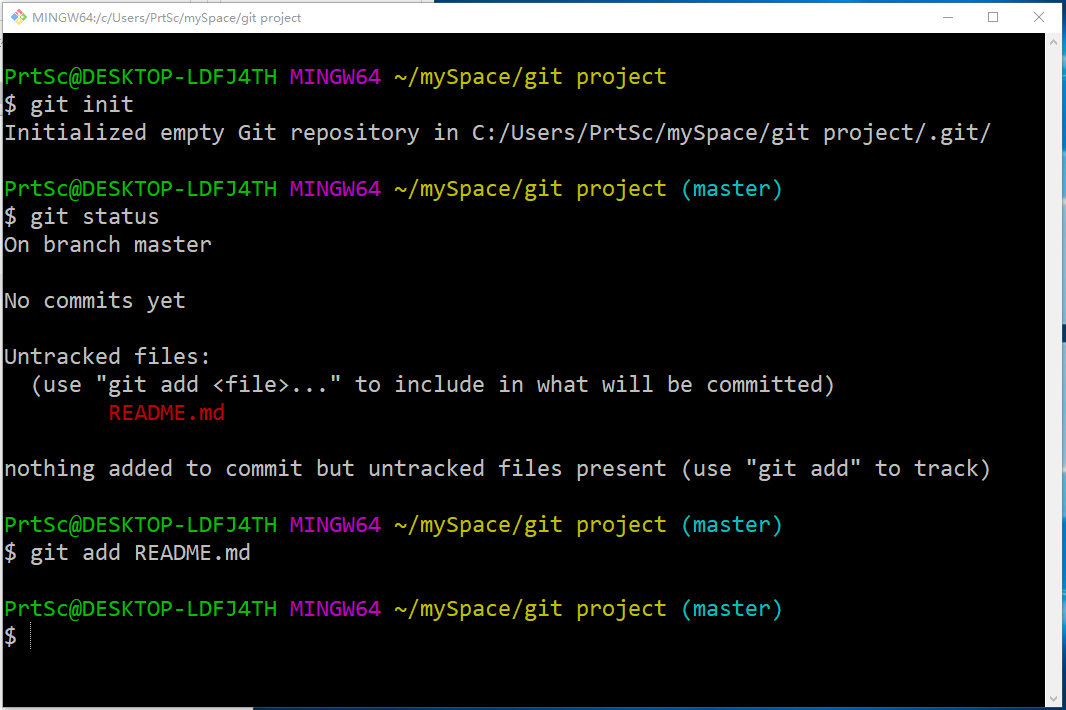 MINGW64:/c/Users/PrtSc/mySpace/git project
PrtSc@DESKTOP-LDFJ4TH MINGW64 ~/mySpace/git project
$ git init
Initialized empty Git repository in C:/Users/PrtSc/mySpace/git project/.git/
PrtSc@DESKTOP-LDFJ4TH MINGW64 ~/mySpace/git project (master)
$ git status
On branch master
No commits yet
Untracked files:
  (use "git add <file>..." to include in what will be committed)
        README.md
nothing added to commit but untracked files present (use "git add" to track)
PrtSc@DESKTOP-LDFJ4TH MINGW64 ~/mySpace/git project (master)
$ git add README.md
PrtSc@DESKTOP-LDFJ4TH MINGW64 ~/mySpace/git project (master)
$